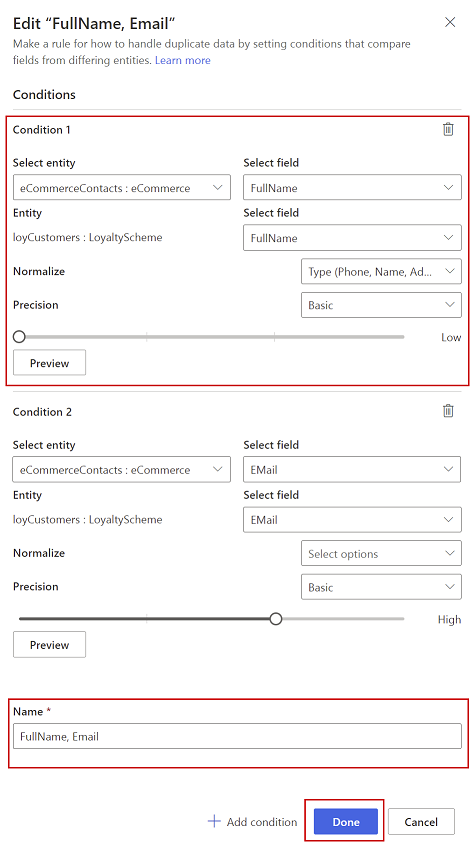 Edit “FullName, Email”
Make a rule for how to handle duplicate data by setting conditions that compare
fields from differing entities. Learn more
Conditions
Condition 1
Select entity Select field
eCommerceContacts : eCommerce FullName
Entity Select field
loyCustomers : LoyaltyScheme FullName
Normalize Type (Phone, Name, Ad...
Precision Basic
Low
Preview
Condition 2
Select entity Select field
eCommerceContacts : eCommerce EMail
Entity Select field
loyCustomers : LoyaltyScheme EMail
Normalize Select options
Precision Basic
High
Preview
Name *
FullName, Email
Add condition Done Cancel